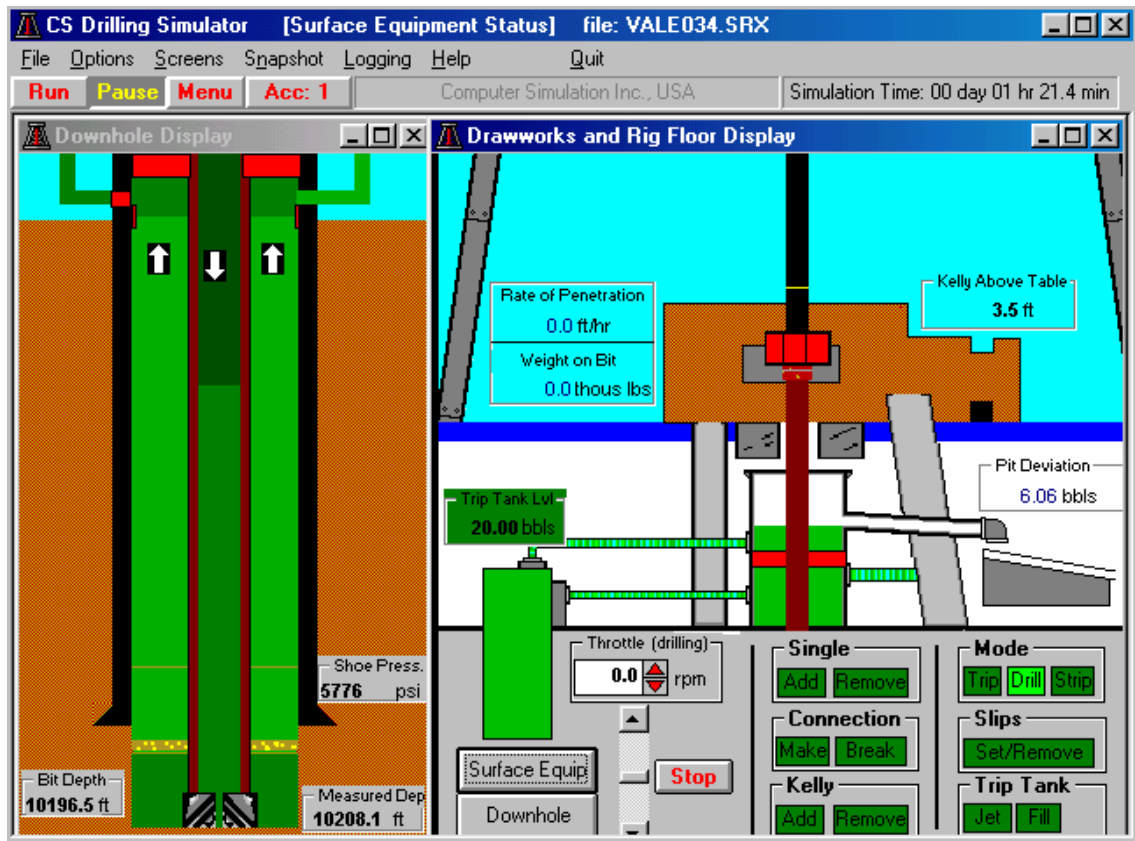 CS Drilling Simulator [Surface Equipment Status] file: VALE034.SRX
File Options Screens Snapshot Logging Help Quit
Run Pause Menu Acc: 1 Computer Simulation Inc., USA Simulation Time: 00 day 01 hr 21.4 min
Downhole Display
Shoe Press.
5776 psi
Bit Depth
10196.5 ft
Measured Dep
10208.1 ft
Drawworks and Rig Floor Display
Rate of Penetration
0.0 ft/hr
Weight on Bit
0.0 thous lbs
Kelly Above Table
3.5 ft
Pit Deviation
6.06 bbls
Trip Tank Lvl
20.00 bbls
Throttle (drilling)
0.0 rpm
Surface Equip
Downhole
Stop
Single
Add Remove
Connection
Make Break
Kelly
Add Remove
Mode
Trip Drill Strip
Slips
Set/Remove
Trip Tank
Jet Fill